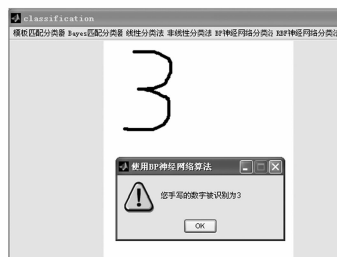 classification
模板匹配分类器 Bayes匹配分类器 线性分类法 非线性分类法 BP神经网络分类法 RBF神经网络分类法
3
使用BP神经网络算法
您手写的数字被识别为3
OK